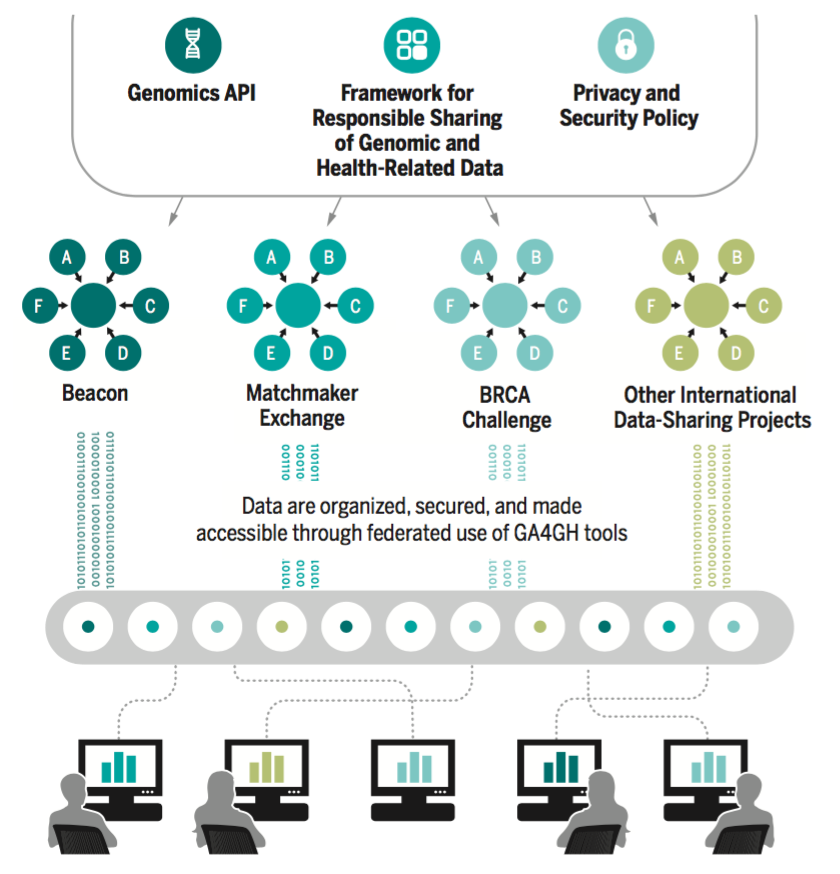 Genomics API
Framework for
Responsible Sharing
of Genomic and
Health-Related Data
Privacy and
Security Policy
A B
F C
E D
Beacon
A B
F C
E D
Matchmaker
Exchange
A B
F C
E D
BRCA
Challenge
A B
F C
E D
Other International
Data-Sharing Projects
Data are organized, secured, and made
accessible through federated use of GA4GH tools